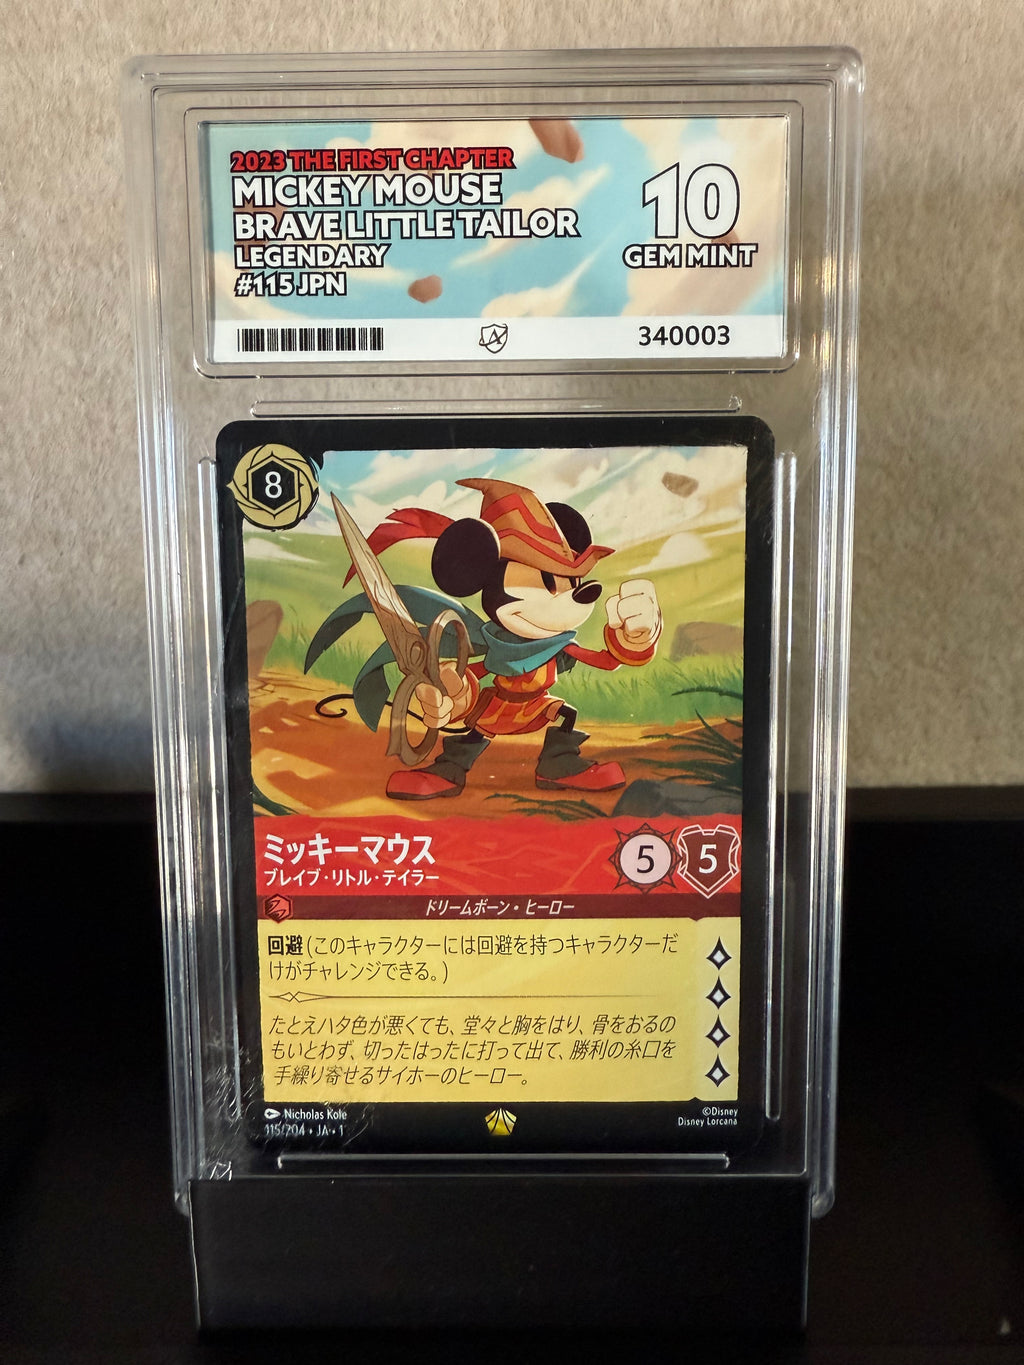 2023 THE FIRST CHAPTER
MICKEY MOUSE
BRAVE LITTLE TAILOR
LEGENDARY
#115 JPN
10
GEM MINT
340003
8
ミッキーマウス
ブレイブ・リトル・テイラー
5
5
ドリームボーン・ヒーロー
回避(このキャラクターには回避を持つキャラクターだ
けがチャレンジできる。)
たとえハタ色が悪くても、堂々と胸をはり、骨をおるの
もいとわず、切ったはったに打って出て、勝利の糸口を
手繰り寄せるサイホーのヒーロー。
Nicholas Kole
115/204・JA・1
©Disney
Disney Lorcana